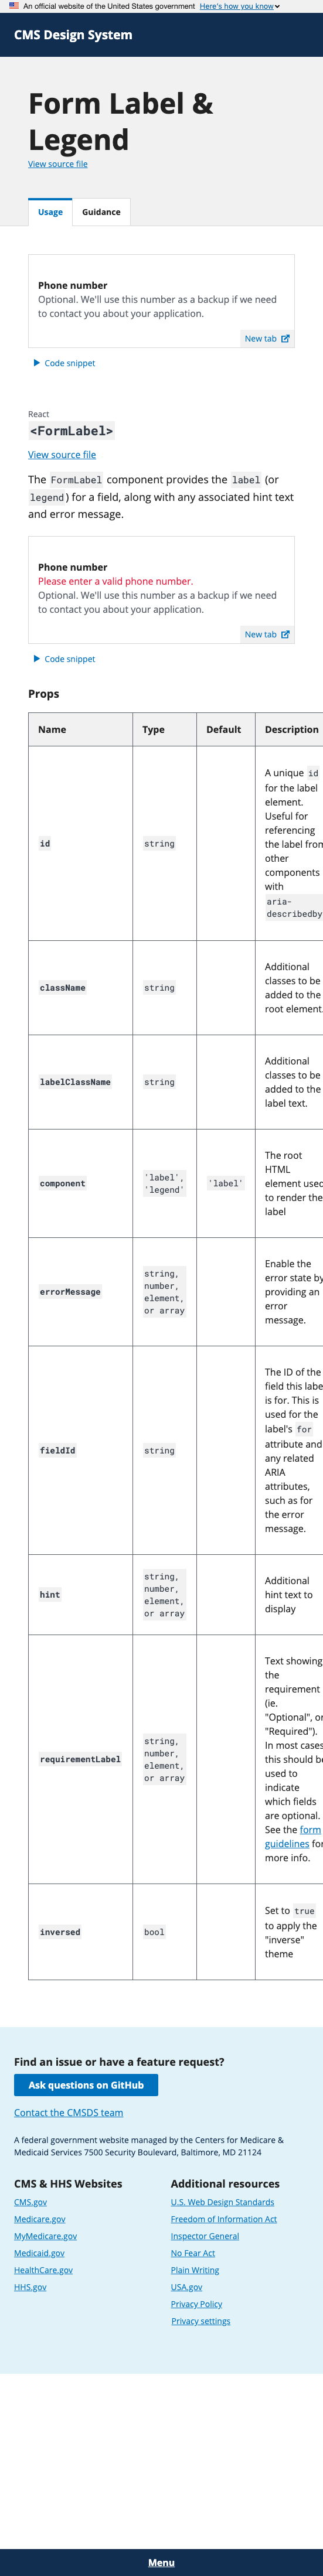 An official website of the United States government Here's how you know
CMS Design System
Form Label &
Legend
View source file
Usage Guidance
Phone number
Optional. We'll use this number as a backup if we need
to contact you about your application.
New tab
Code snippet
React
<FormLabel>
View source file
The FormLabel component provides the label (or
legend) for a field, along with any associated hint text
and error message.
Phone number
Please enter a valid phone number.
Optional. We'll use this number as a backup if we need
to contact you about your application.
New tab
Code snippet
Props
Name Type Default Description
id string
A unique id
for the label
element.
Useful for
referencing
the label from
other
components
with
aria-
describedby
className string
Additional
classes to be
added to the
root element.
labelClassName string
Additional
classes to be
added to the
label text.
component
'label',
'legend'
'label'
The root
HTML
element used
to render the
label
errorMessage
string,
number,
element,
or array
Enable the
error state by
providing an
error
message.
fieldId string
The ID of the
field this labe
is for. This is
used for the
label's for
attribute and
any related
ARIA
attributes,
such as for
the error
message.
hint
string,
number,
element,
or array
Additional
hint text to
display
requirementLabel
string,
number,
element,
or array
Text showing
the
requirement
(ie.
"Optional", or
"Required").
In most cases
this should be
used to
indicate
which fields
are optional.
See the form
guidelines for
more info.
inversed bool
Set to true
to apply the
"inverse"
theme
Find an issue or have a feature request?
Ask questions on GitHub
Contact the CMSDS team
A federal government website managed by the Centers for Medicare &
Medicaid Services 7500 Security Boulevard, Baltimore, MD 21124
CMS & HHS Websites
CMS.gov
Medicare.gov
MyMedicare.gov
Medicaid.gov
HealthCare.gov
HHS.gov
Additional resources
U.S. Web Design Standards
Freedom of Information Act
Inspector General
No Fear Act
Plain Writing
USA.gov
Privacy Policy
Privacy settings
Menu